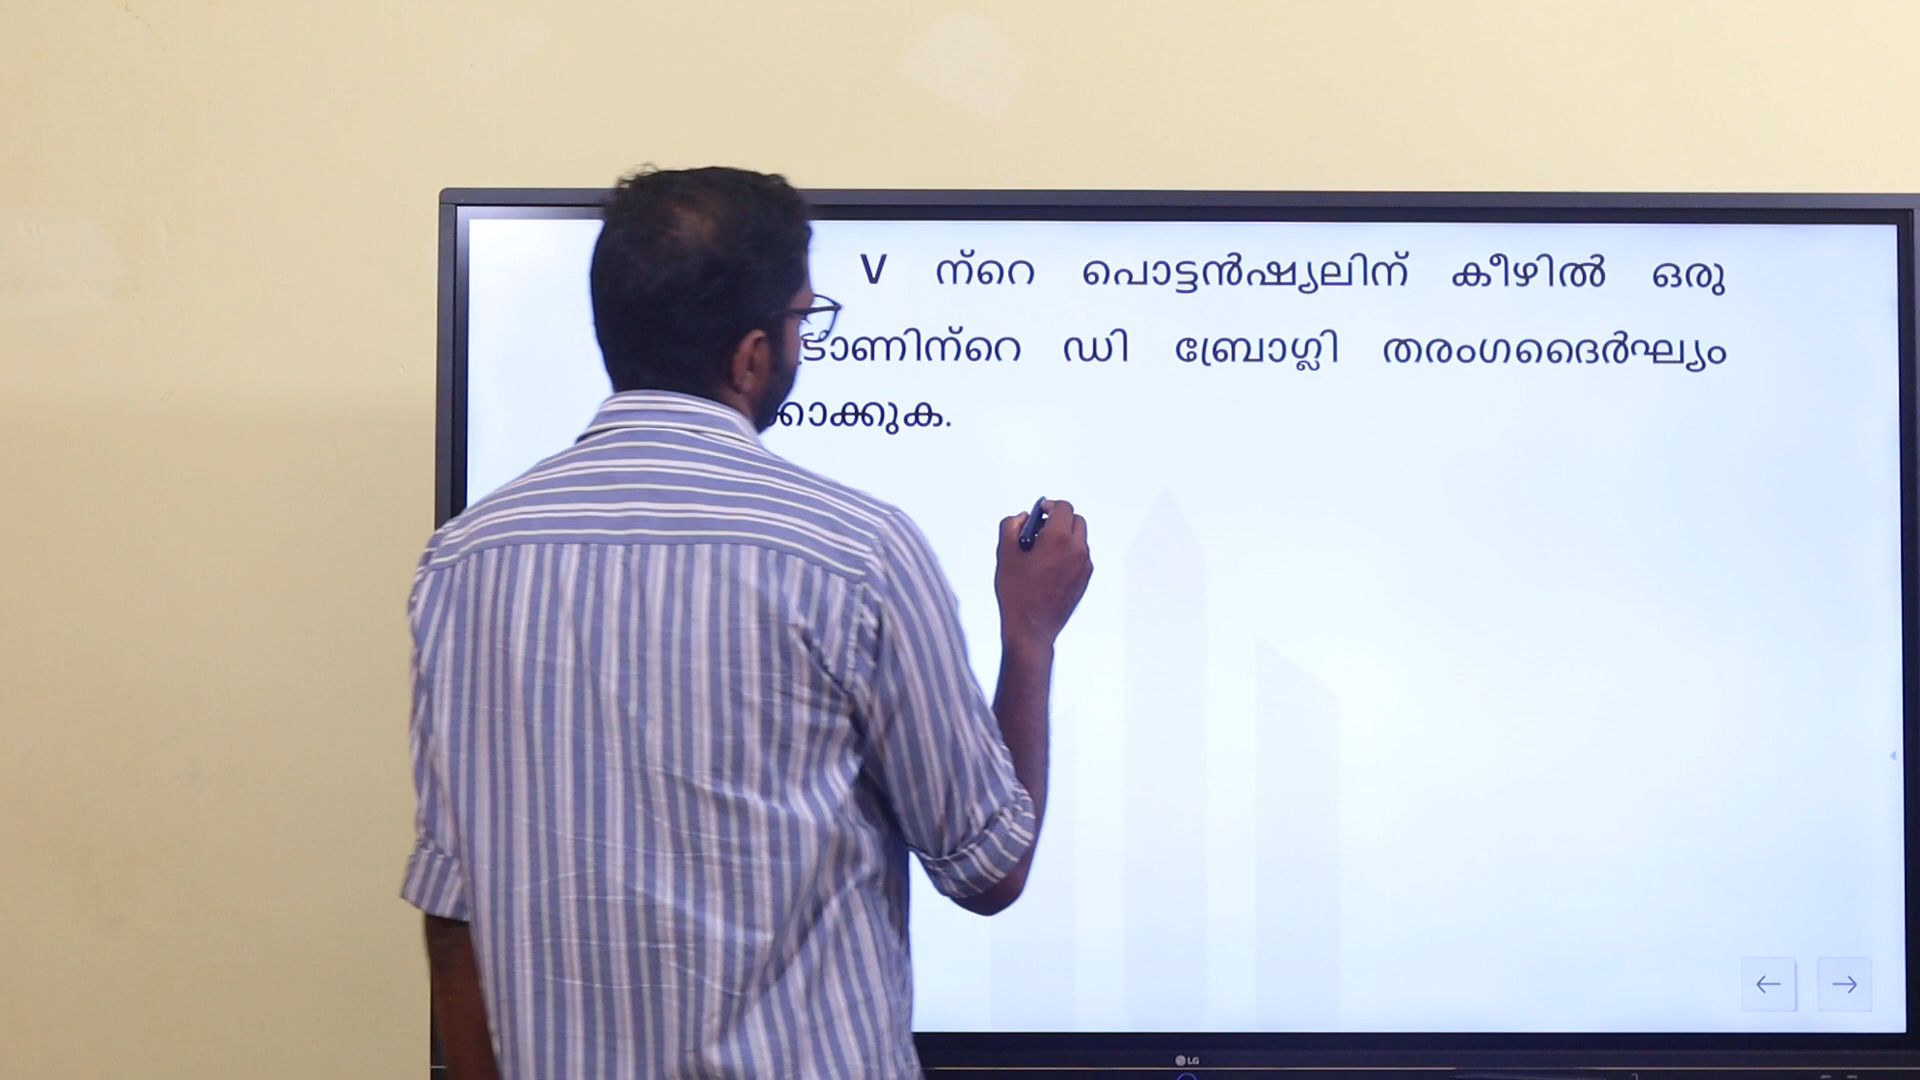 V ന്റെ പൊട്ടൻഷ്യലിന് കീഴിൽ ഒരു
ഡി ബ്രോഗ്ലി തരംഗദൈർഘ്യം
LG